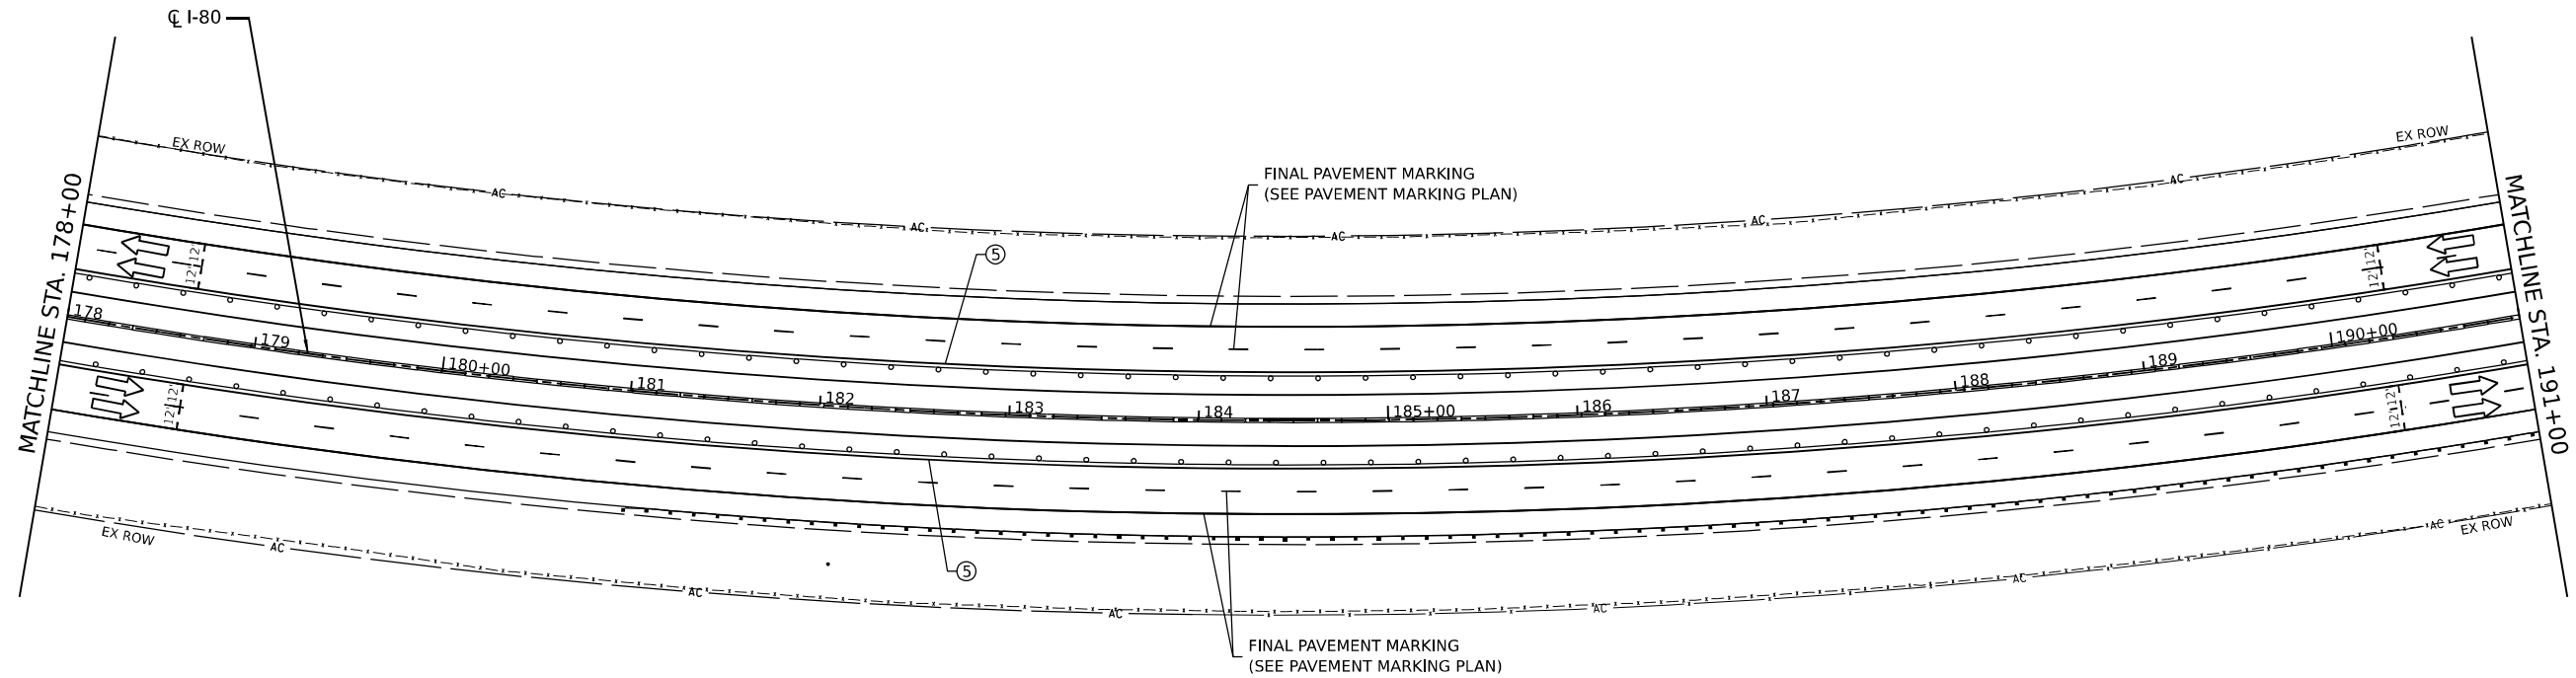 ℄ I-80
MATCHLINE STA. 178+00
EX ROW
EX ROW
AC
AC
AC
AC
AC
FINAL PAVEMENT MARKING
(SEE PAVEMENT MARKING PLAN)
5
12' 12'
12' 12'
178
179
180+00
181
182
183
184
185+00
186
187
188
189
190+00
12' 12'
12' 12'
MATCHLINE STA. 191+00
EX ROW
AC
AC
AC
AC
AC
AC
EX ROW
5
FINAL PAVEMENT MARKING
(SEE PAVEMENT MARKING PLAN)